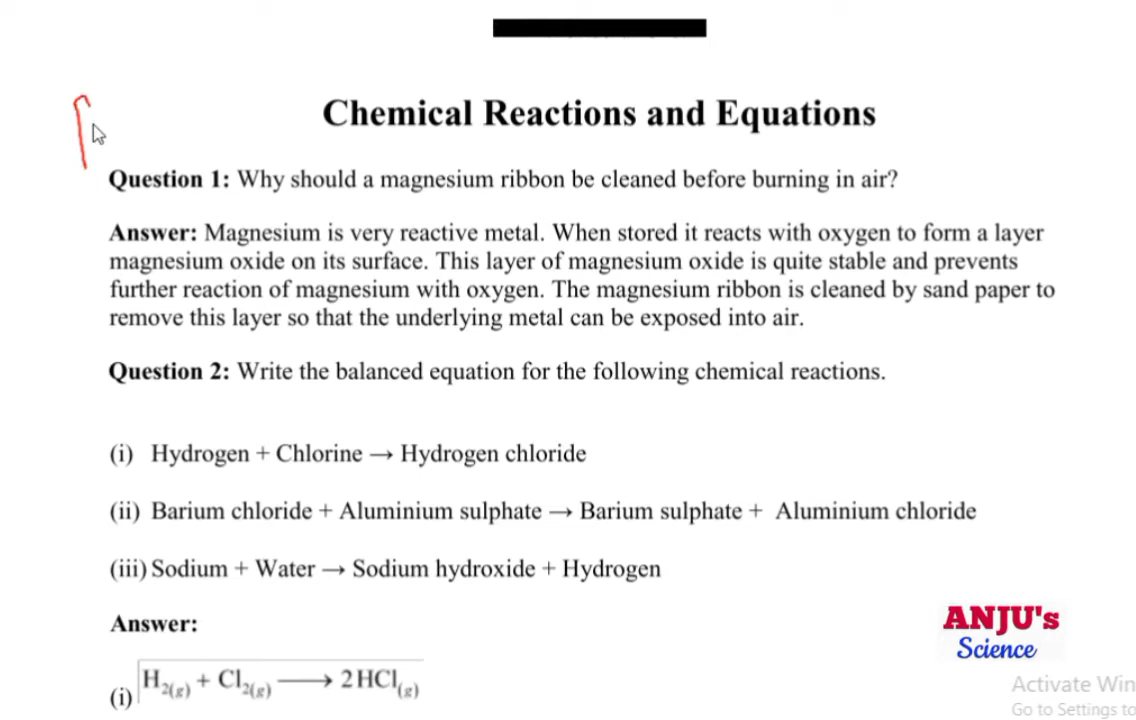 Chemical Reactions and Equations
Question 1: Why should a magnesium ribbon be cleaned before burning in air?
Answer: Magnesium is very reactive metal. When stored it reacts with oxygen to form a layer
magnesium oxide on its surface. This layer of magnesium oxide is quite stable and prevents
further reaction of magnesium with oxygen. The magnesium ribbon is cleaned by sand paper to
remove this layer so that the underlying metal can be exposed into air.
Question 2: Write the balanced equation for the following chemical reactions.
(i) Hydrogen + Chlorine → Hydrogen chloride
(ii) Barium chloride + Aluminium sulphate → Barium sulphate + Aluminium chloride
(iii) Sodium + Water → Sodium hydroxide + Hydrogen
Answer:
(i) H₂(g) + Cl₂(g) ⟶ 2HCl(g)
ANJU's
Science
Activate Win
Go to Settings to